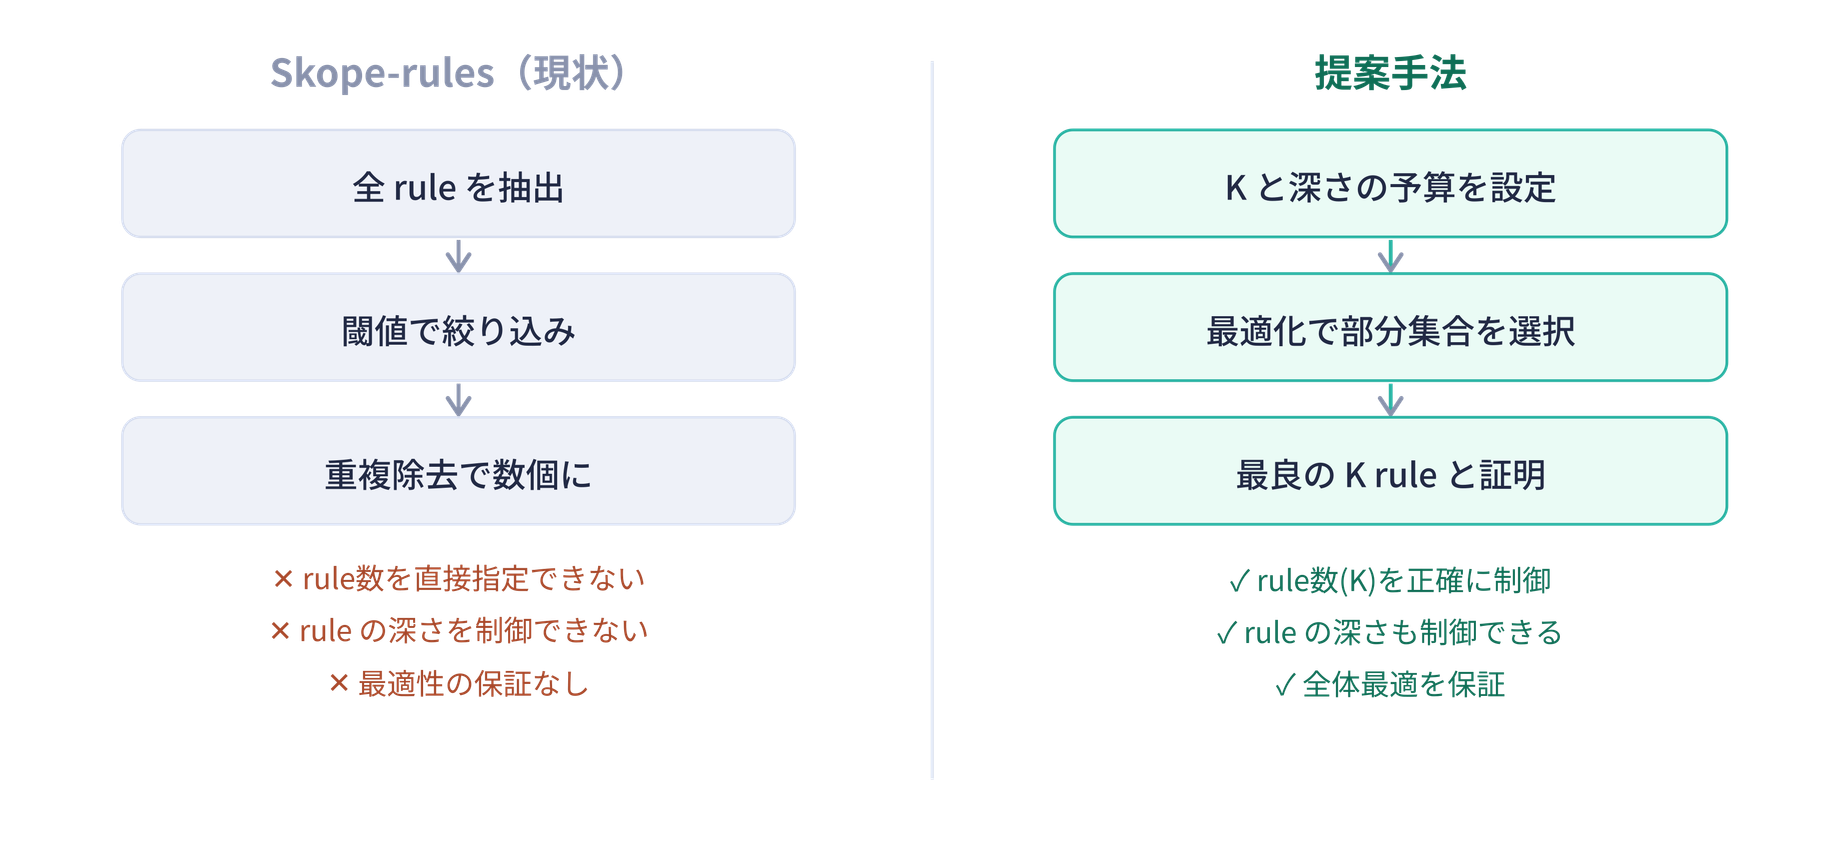 Skope-rules（現状）
全 rule を抽出
閾値で絞り込み
重複除去で数個に
✕ rule数を直接指定できない
✕ rule の深さを制御できない
✕ 最適性の保証なし
提案手法
K と深さの予算を設定
最適化で部分集合を選択
最良の K rule と証明
✓ rule数(K)を正確に制御
✓ rule の深さも制御できる
✓ 全体最適を保証